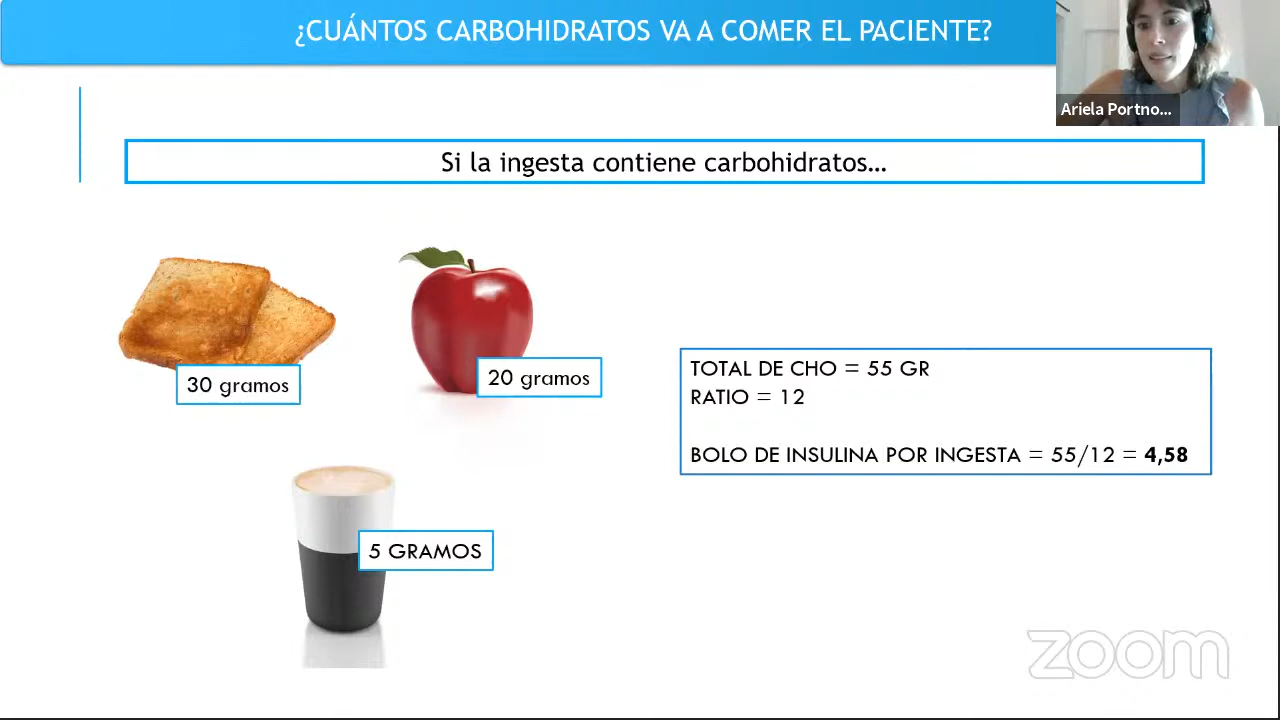 ¿CUÁNTOS CARBOHIDRATOS VA A COMER EL PACIENTE?
Ariela Portno...
Si la ingesta contiene carbohidratos...
30 gramos
20 gramos
5 GRAMOS
TOTAL DE CHO = 55 GR
RATIO = 12
BOLO DE INSULINA POR INGESTA = 55/12 = 4,58
zoom